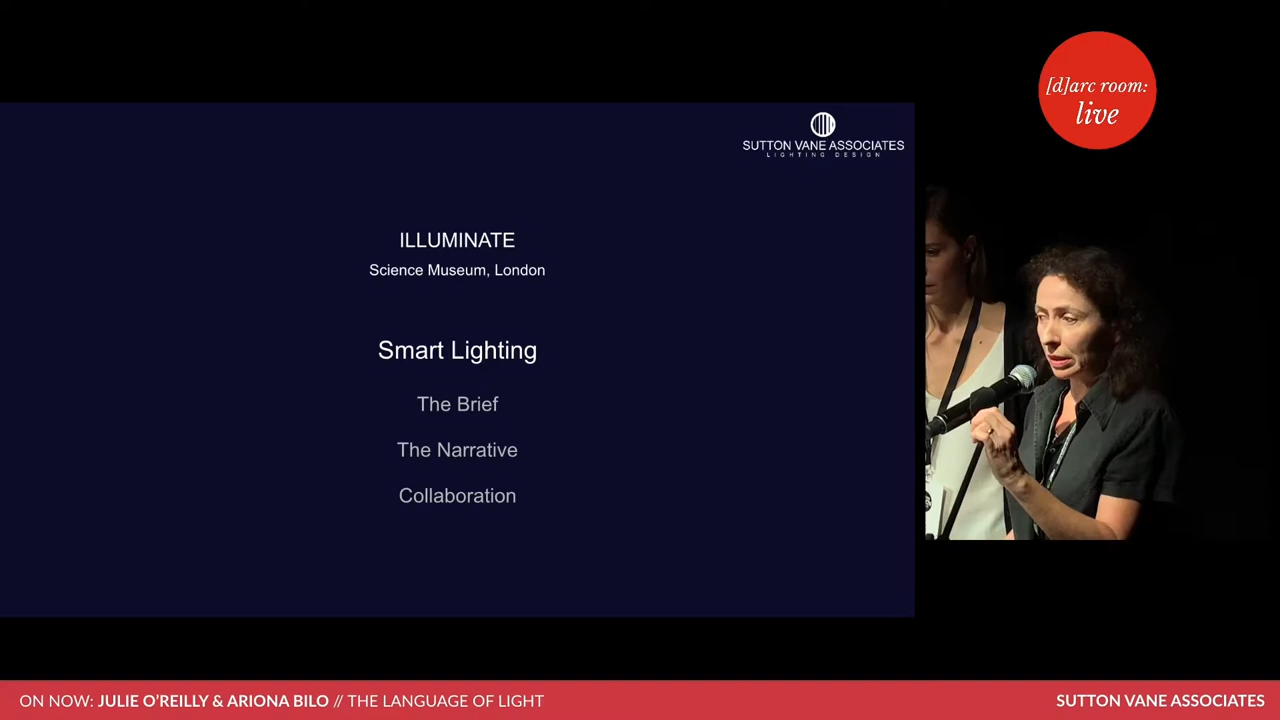 [d]arc room:
live
SUTTON VANE ASSOCIATES
LIGHTING DESIGN
ILLUMINATE
Science Museum, London
Smart Lighting
The Brief
The Narrative
Collaboration
ON NOW: JULIE O'REILLY & ARIONA BILO // THE LANGUAGE OF LIGHT
SUTTON VANE ASSOCIATES